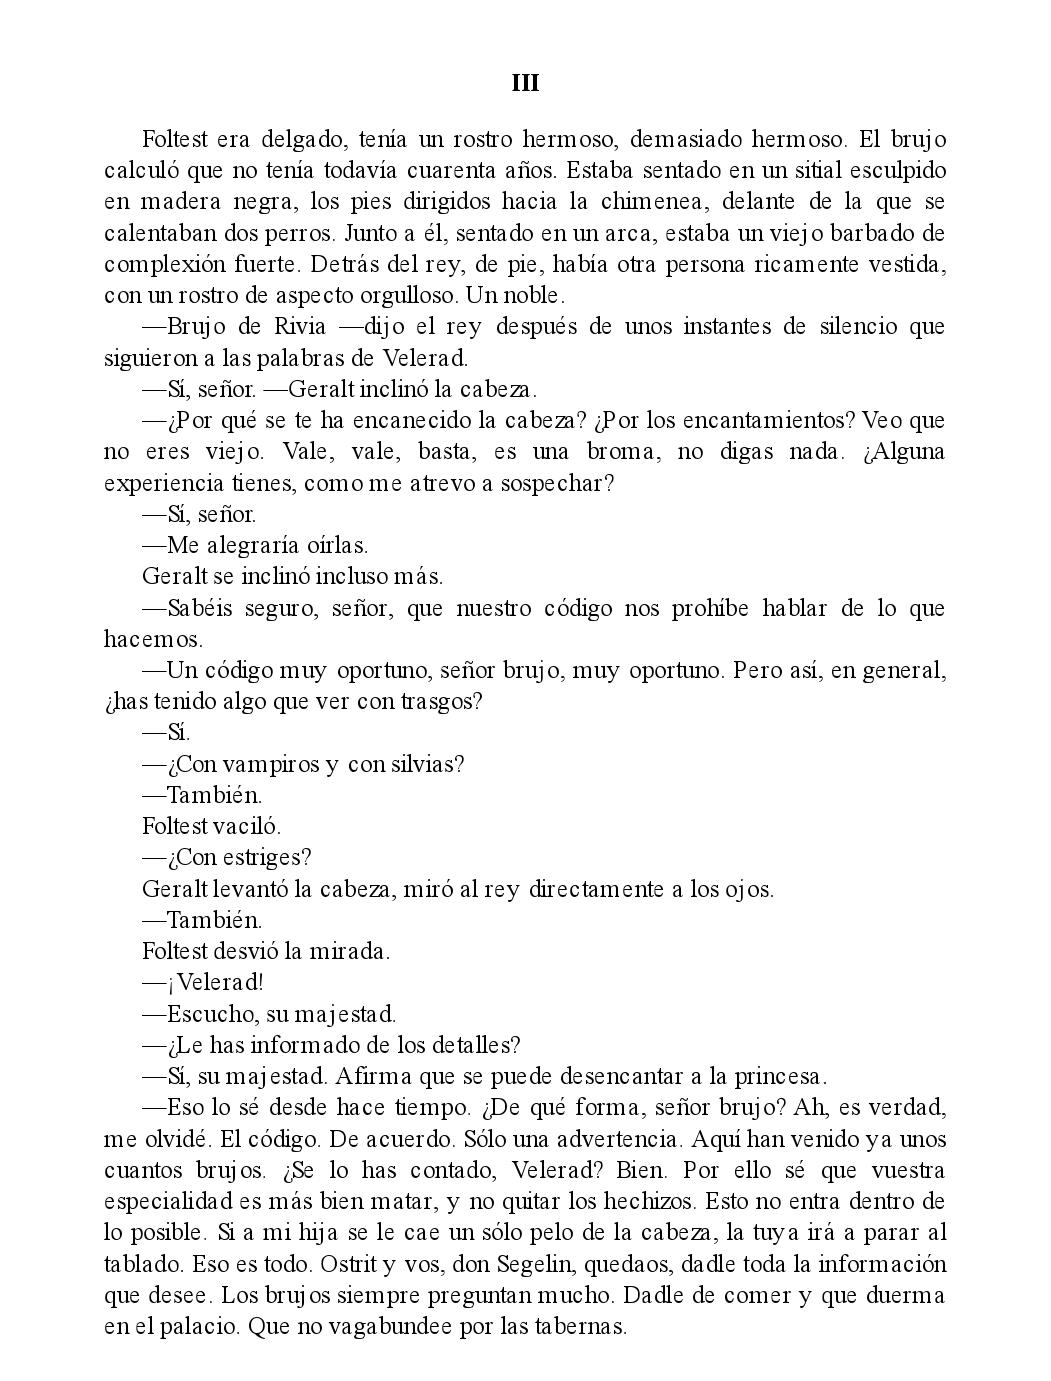 III
Foltest era delgado, tenía un rostro hermoso, demasiado hermoso. El brujo
calculó que no tenía todavía cuarenta años. Estaba sentado en un sitial esculpido
en madera negra, los pies dirigidos hacia la chimenea, delante de la que se
calentaban dos perros. Junto a él, sentado en un arca, estaba un viejo barbado de
complexión fuerte. Detrás del rey, de pie, había otra persona ricamente vestida,
con un rostro de aspecto orgulloso. Un noble.
—Brujo de Rivia —dijo el rey después de unos instantes de silencio que
siguieron a las palabras de Velerad.
—Sí, señor. —Geralt inclinó la cabeza.
—¿Por qué se te ha encanecido la cabeza? ¿Por los encantamientos? Veo que
no eres viejo. Vale, vale, basta, es una broma, no digas nada. ¿Alguna
experiencia tienes, como me atrevo a sospechar?
—Sí, señor.
—Me alegraría oírlas.
Geralt se inclinó incluso más.
—Sabéis seguro, señor, que nuestro código nos prohíbe hablar de lo que
hacemos.
—Un código muy oportuno, señor brujo, muy oportuno. Pero así, en general,
¿has tenido algo que ver con trasgos?
—Sí.
—¿Con vampiros y con silvias?
—También.
Foltest vaciló.
—¿Con estriges?
Geralt levantó la cabeza, miró al rey directamente a los ojos.
—También.
Foltest desvió la mirada.
—¡Velerad!
—Escucho, su majestad.
—¿Le has informado de los detalles?
—Sí, su majestad. Afirma que se puede desencantar a la princesa.
—Eso lo sé desde hace tiempo. ¿De qué forma, señor brujo? Ah, es verdad,
me olvidé. El código. De acuerdo. Sólo una advertencia. Aquí han venido ya unos
cuantos brujos. ¿Se lo has contado, Velerad? Bien. Por ello sé que vuestra
especialidad es más bien matar, y no quitar los hechizos. Esto no entra dentro de
lo posible. Si a mi hija se le cae un sólo pelo de la cabeza, la tuya irá a parar al
tablado. Eso es todo. Ostrit y vos, don Segelin, quedaos, dadle toda la información
que desee. Los brujos siempre preguntan mucho. Dadle de comer y que duerma
en el palacio. Que no vagabundee por las tabernas.